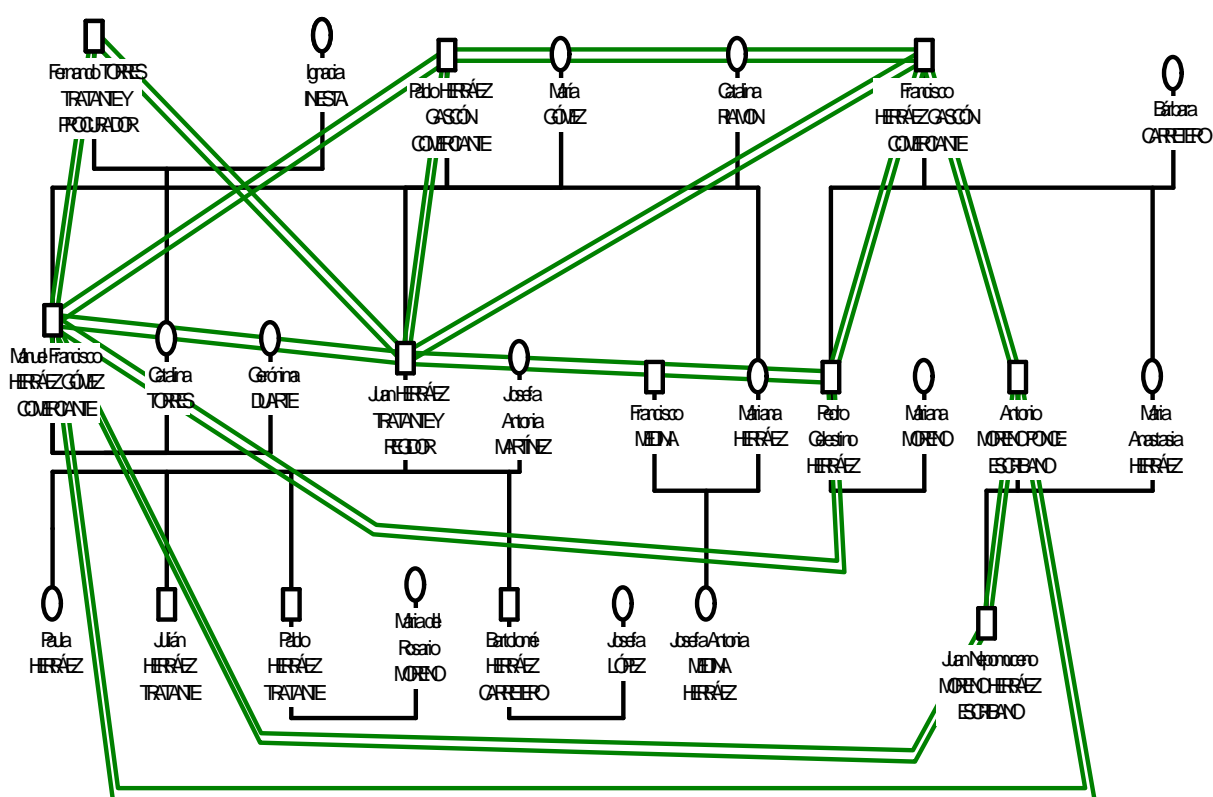 Fernando TORRES
TRATANTE Y
PROCURADOR
Ignacia
INIESTA
Pablo HERRÁEZ
GASCÓN
COMERCIANTE
María
GÓMEZ
Catalina
RAMÓN
Francisco
HERRÁEZ GASCÓN
COMERCIANTE
Bárbara
CARRETERO
Manuel Francisco
HERRÁEZ GÓMEZ
COMERCIANTE
Catalina
TORRES
Gerónima
DUARTE
Juan HERRÁEZ
TRATANTE Y
REGIDOR
Josefa
Antonia
MARTÍNEZ
Francisco
MEDINA
Mariana
HERRÁEZ
Pedro
Celestino
HERRÁEZ
Mariana
MORENO
Antonio
MORENO PONCE
ESCRIBANO
Maria
Anastasia
HERRÁEZ
Paula
HERRÁEZ
Julián
HERRÁEZ
TRATANTE
Pablo
HERRÁEZ
TRATANTE
Maria del
Rosario
MORENO
Bartolomé
HERRÁEZ
CARRETERO
Josefa
LÓPEZ
Josefa Antonia
MEDINA
HERRÁEZ
Juan Nepomuceno
MORENO HERRÁEZ
ESCRIBANO